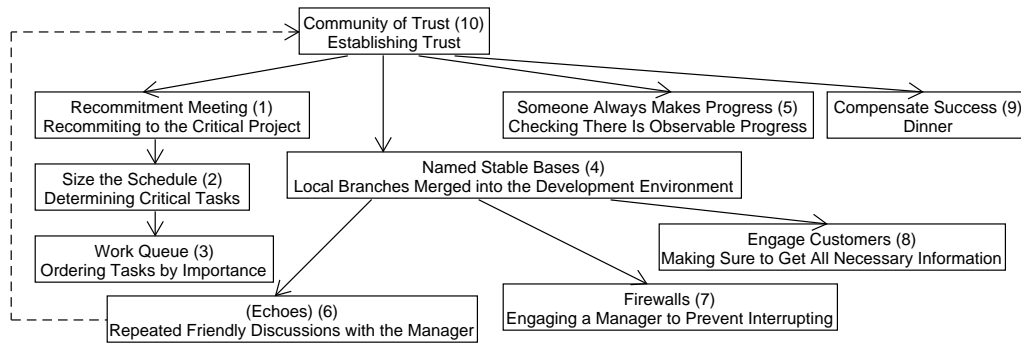 Community of Trust (10)
Establishing Trust
Recommitment Meeting (1)
Recommiting to the Critical Project
Someone Always Makes Progress (5)
Checking There Is Observable Progress
Compensate Success (9)
Dinner
Named Stable Bases (4)
Local Branches Merged into the Development Environment
Size the Schedule (2)
Determining Critical Tasks
Work Queue (3)
Ordering Tasks by Importance
Engage Customers (8)
Making Sure to Get All Necessary Information
(Echoes) (6)
Repeated Friendly Discussions with the Manager
Firewalls (7)
Engaging a Manager to Prevent Interrupting